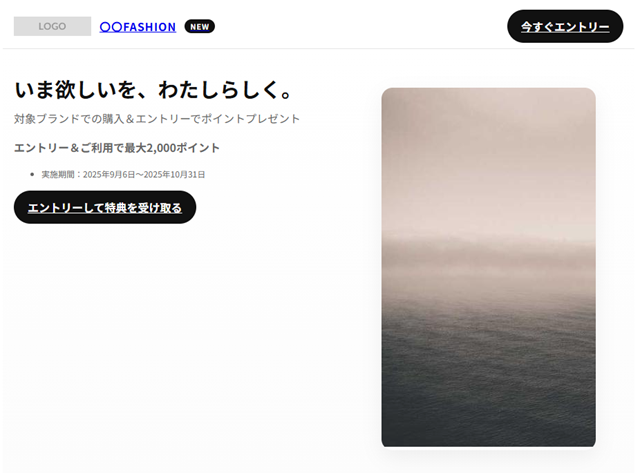 LOGO
〇〇FASHION
NEW
今すぐエントリー
いま欲しいを、わたしらしく。
対象ブランドでの購入＆エントリーでポイントプレゼント
エントリー＆ご利用で最大2,000ポイント
実施期間：2025年9月6日〜2025年10月31日
エントリーして特典を受け取る